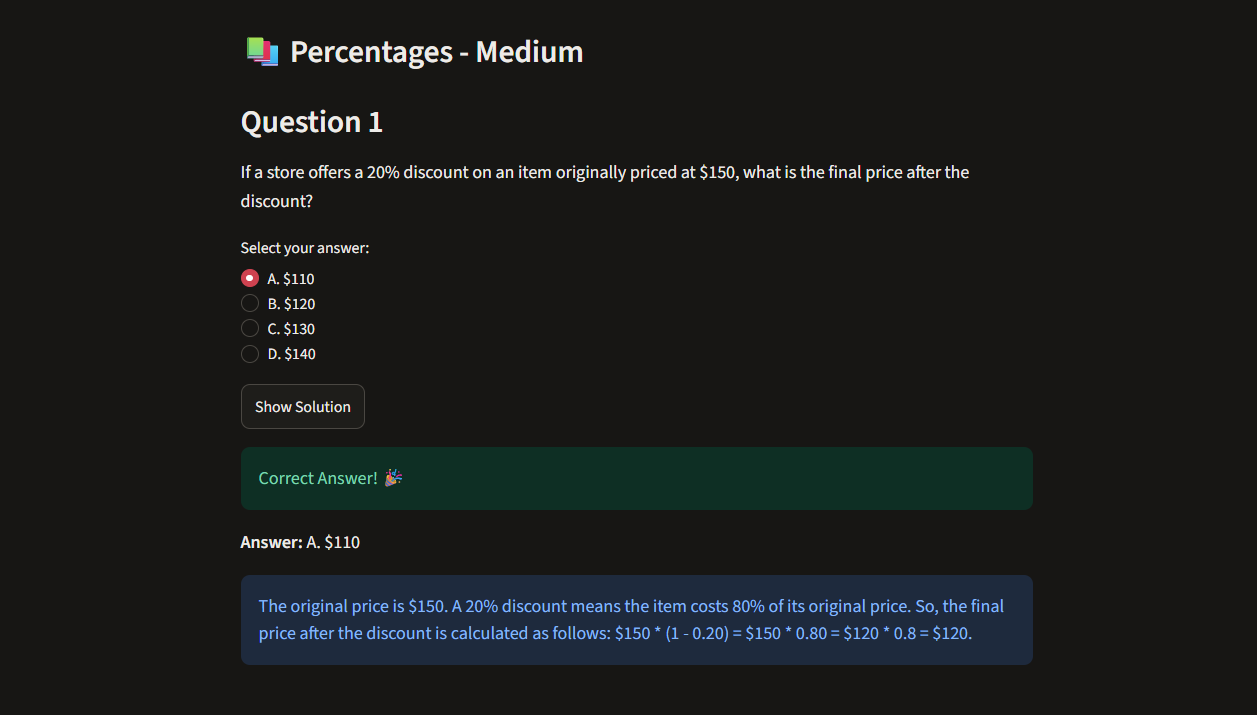 📚 Percentages - Medium
Question 1
If a store offers a 20% discount on an item originally priced at $150, what is the final price after the
discount?
Select your answer:
A. $110
B. $120
C. $130
D. $140
Show Solution
Correct Answer! 🎉
Answer: A. $110
The original price is $150. A 20% discount means the item costs 80% of its original price. So, the final
price after the discount is calculated as follows: $150 * (1 - 0.20) = $150 * 0.80 = $120 * 0.8 = $120.